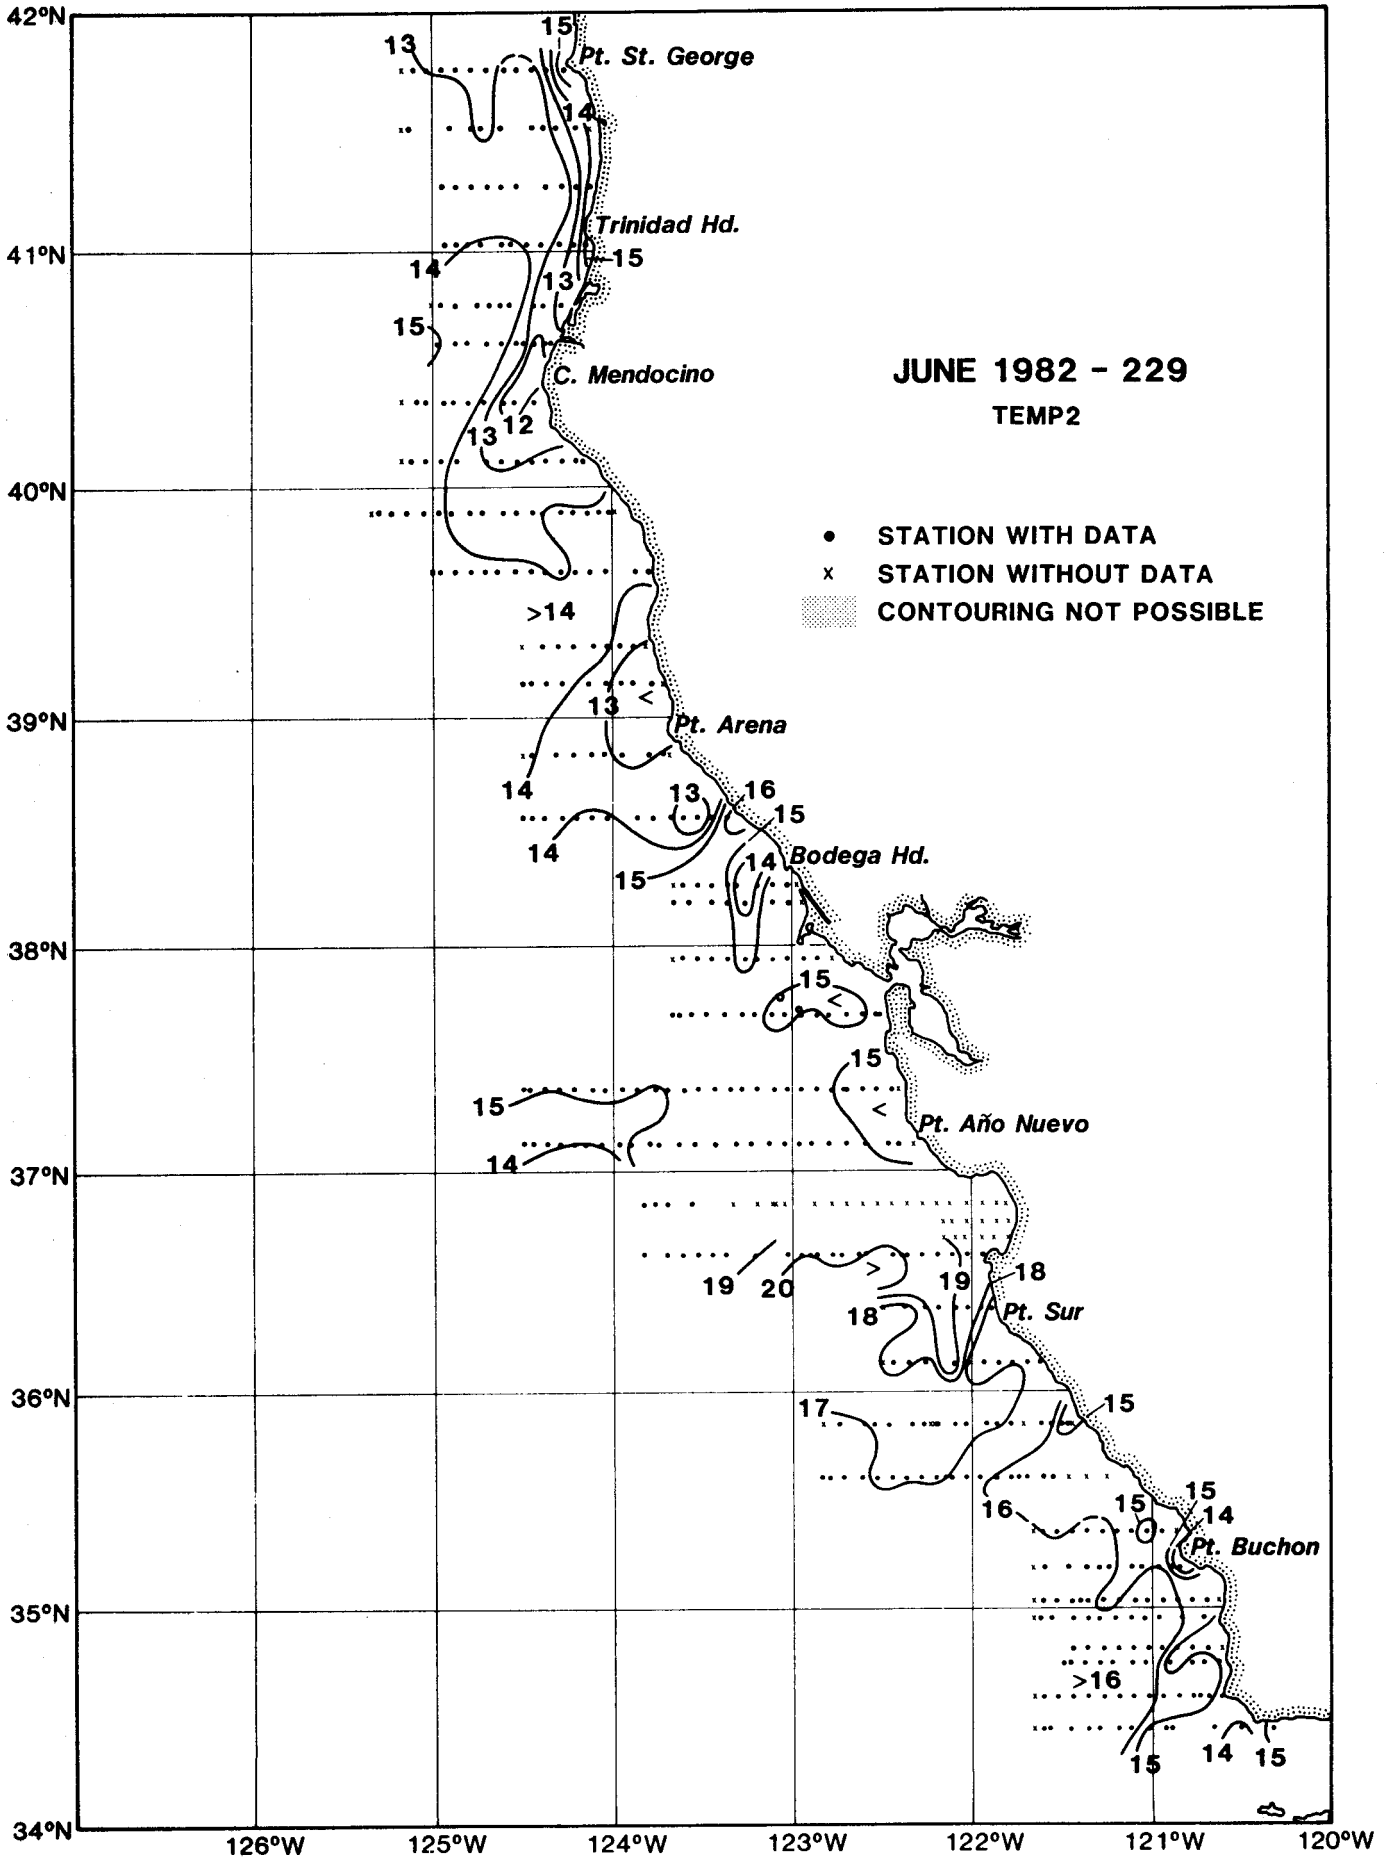 42°N
15
13
Pt. St. George
14
Trinidad Hd.
41°N
14
15
13
15
C. Mendocino
JUNE 1982 - 229
TEMP2
12
13
40°N
• STATION WITH DATA
x STATION WITHOUT DATA
CONTOURING NOT POSSIBLE
>14
<
13
39°N
Pt. Arena
14
13
16
15
14
Bodega Hd.
14
15
38°N
15
<
15
15
<
Pt. Año Nuevo
14
37°N
19
20
>
19
18
18
Pt. Sur
36°N
17
15
16
15
15
14
Pt. Buchon
35°N
>16
15
14
15
34°N
126°W
125°W
124°W
123°W
122°W
121°W
120°W